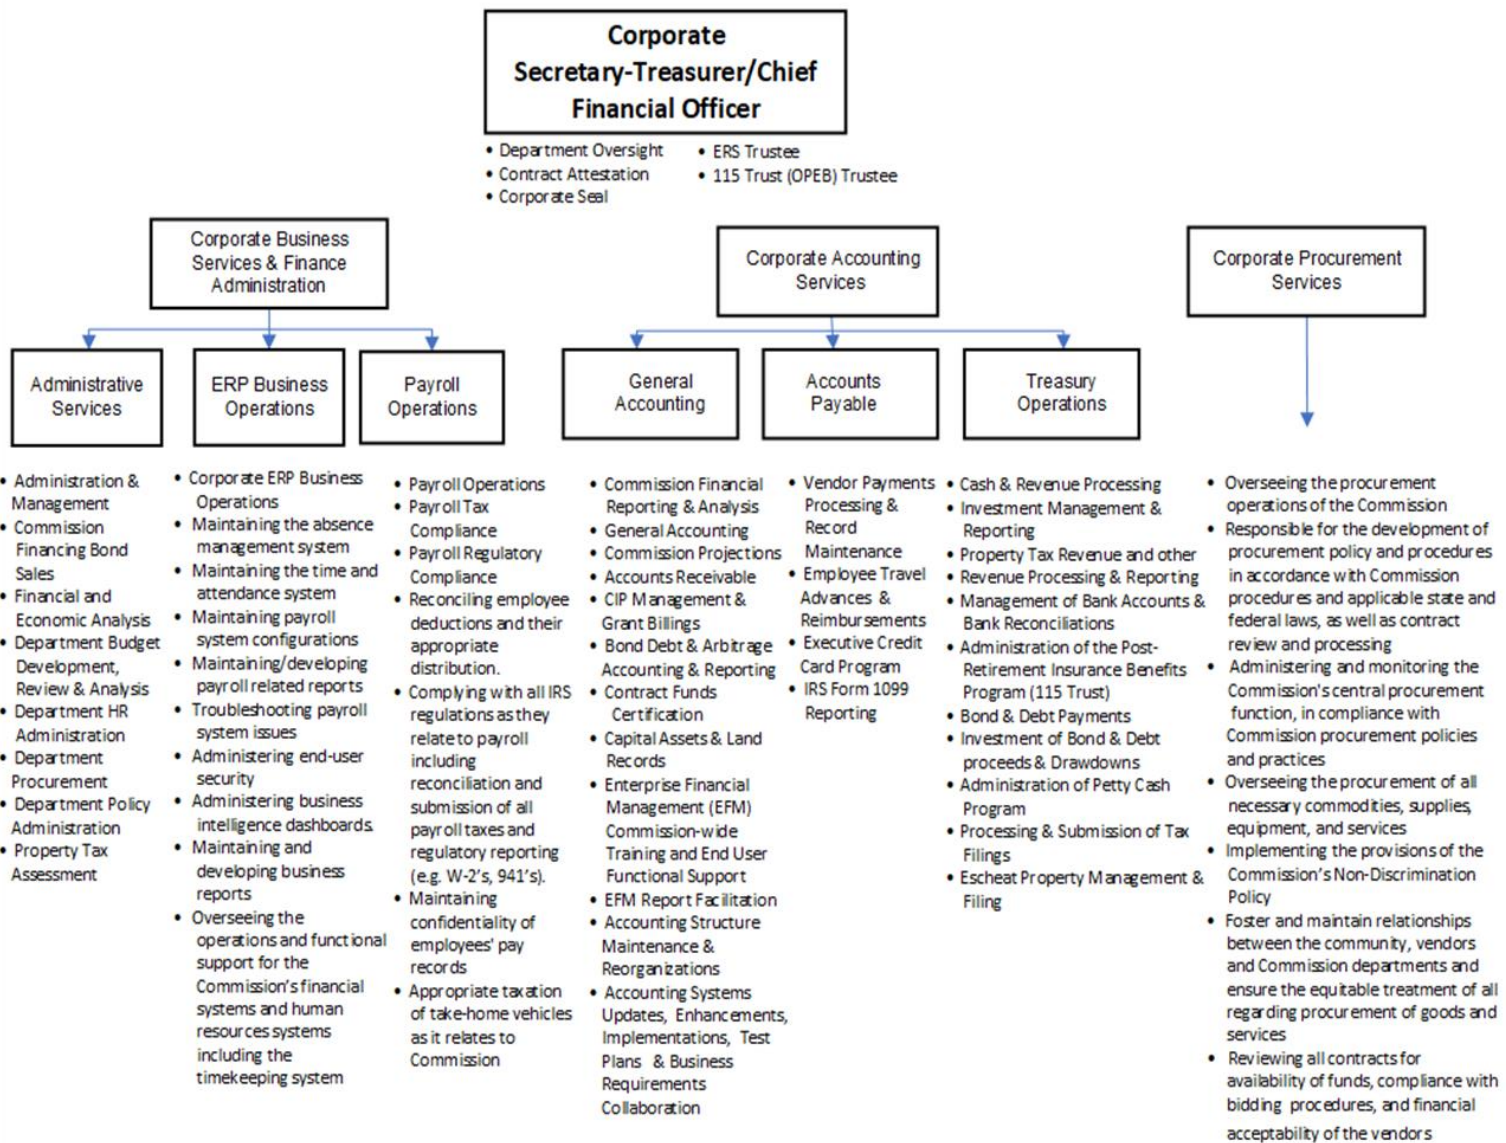 Corporate
Secretary-Treasurer/Chief
Financial Officer
• Department Oversight
• Contract Attestation
• Corporate Seal
• ERS Trustee
• 115 Trust (OPEB) Trustee
Corporate Business
Services & Finance
Administration
Corporate Accounting
Services
Corporate Procurement
Services
Administrative
Services
ERP Business
Operations
Payroll
Operations
General
Accounting
Accounts
Payable
Treasury
Operations
• Administration &
Management
• Commission
Financing Bond
Sales
• Financial and
Economic Analysis
• Department Budget
Development,
Review & Analysis
• Department HR
Administration
• Department
Procurement
• Department Policy
Administration
• Property Tax
Assessment
• Corporate ERP Business
Operations
• Maintaining the absence
management system
• Maintaining the time and
attendance system
• Maintaining payroll
system configurations
• Maintaining/developing
payroll related reports
• Troubleshooting payroll
system issues
• Administering end-user
security
• Administering business
intelligence dashboards.
• Maintaining and
developing business
reports
• Overseeing the
operations and functional
support for the
Commission's financial
systems and human
resources systems
including the
timekeeping system
• Payroll Operations
• Payroll Tax
Compliance
• Payroll Regulatory
Compliance
• Reconciling employee
deductions and their
appropriate
distribution.
• Complying with all IRS
regulations as they
relate to payroll
including
reconciliation and
submission of all
payroll taxes and
regulatory reporting
(e.g. W-2's, 941's).
• Maintaining
confidentiality of
employees' pay
records
• Appropriate taxation
of take-home vehicles
as it relates to
Commission
• Commission Financial
Reporting & Analysis
• General Accounting
• Commission Projections
• Accounts Receivable
• CIP Management &
Grant Billings
• Bond Debt & Arbitrage
Accounting & Reporting
• Contract Funds
Certification
• Capital Assets & Land
Records
• Enterprise Financial
Management (EFM)
Commission-wide
Training and End User
Functional Support
• EFM Report Facilitation
• Accounting Structure
Maintenance &
Reorganizations
• Accounting Systems
Updates, Enhancements,
Implementations, Test
Plans & Business
Requirements
Collaboration
• Vendor Payments
Processing &
Record
Maintenance
• Employee Travel
Advances &
Reimbursements
• Executive Credit
Card Program
• IRS Form 1099
Reporting
• Cash & Revenue Processing
• Investment Management &
Reporting
• Property Tax Revenue and other
• Revenue Processing & Reporting
• Management of Bank Accounts &
Bank Reconciliations
• Administration of the Post-
Retirement Insurance Benefits
Program (115 Trust)
• Bond & Debt Payments
• Investment of Bond & Debt
proceeds & Drawdowns
• Administration of Petty Cash
Program
• Processing & Submission of Tax
Filings
• Escheat Property Management &
Filing
• Overseeing the procurement
operations of the Commission
• Responsible for the development of
procurement policy and procedures
in accordance with Commission
procedures and applicable state and
federal laws, as well as contract
review and processing
• Administering and monitoring the
Commission's central procurement
function, in compliance with
Commission procurement policies
and practices
• Overseeing the procurement of all
necessary commodities, supplies,
equipment, and services
• Implementing the provisions of the
Commission's Non-Discrimination
Policy
• Foster and maintain relationships
between the community, vendors
and Commission departments and
ensure the equitable treatment of all
regarding procurement of goods and
services
• Reviewing all contracts for
availability of funds, compliance with
bidding procedures, and financial
acceptability of the vendors